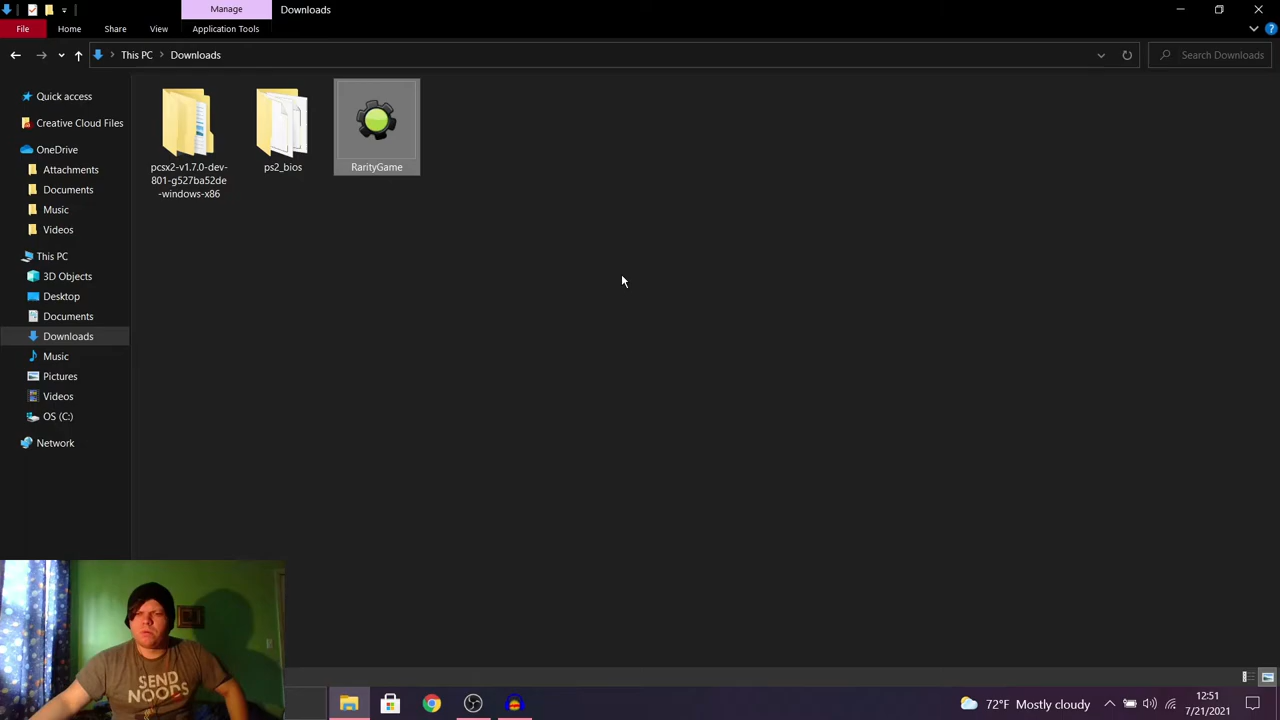 Manage
Downloads
File
Home
Share
View
Application Tools
This PC
Downloads
Search Downloads
Quick access
Creative Cloud Files
OneDrive
Attachments
Documents
Music
Videos
This PC
3D Objects
Desktop
Documents
Downloads
Music
Pictures
Videos
OS (C:)
Network
pcsx2-v1.7.0-dev-
801-g527ba52de
-windows-x86
ps2_bios
RarityGame
SEND
NOODS
72°F Mostly cloudy
12:51
7/21/2021